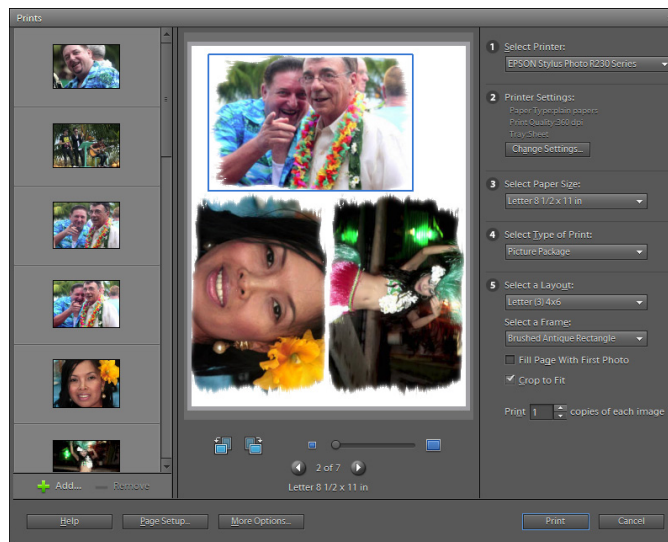 Prints
1 Select Printer:
EPSON Stylus Photo R230 Series
2 Printer Settings:
Paper Type:plain papers
Print Quality:360 dpi
Tray:Sheet
Change Settings...
3 Select Paper Size:
Letter 8 1/2 x 11 in
4 Select Type of Print:
Picture Package
5 Select a Layout:
Letter (3) 4x6
Select a Frame:
Brushed Antique Rectangle
Fill Page With First Photo
Crop to Fit
Print 1 copies of each image
2 of 7
Letter 8 1/2 x 11 in
Add... Remove
Help Page Setup... More Options... Print Cancel